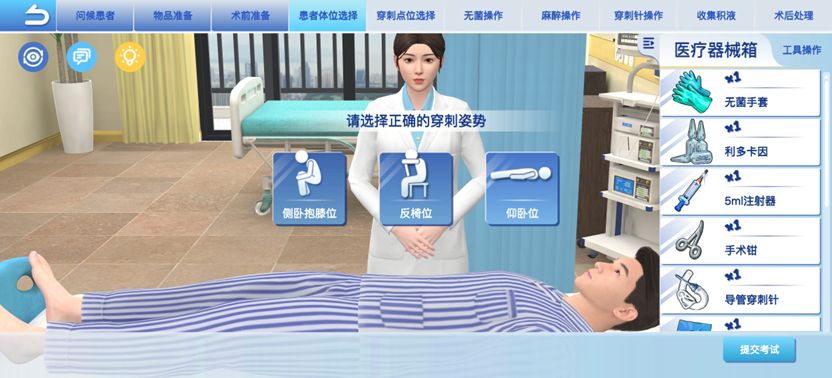 问候患者
物品准备
术前准备
患者体位选择
穿刺点位选择
无菌操作
麻醉操作
穿刺针操作
收集积液
术后处理
医疗器械箱
工具操作
请选择正确的穿刺姿势
侧卧抱膝位
反椅位
仰卧位
x1
无菌手套
x1
利多卡因
x1
5ml注射器
x1
手术钳
x1
导管穿刺针
x1
提交考试